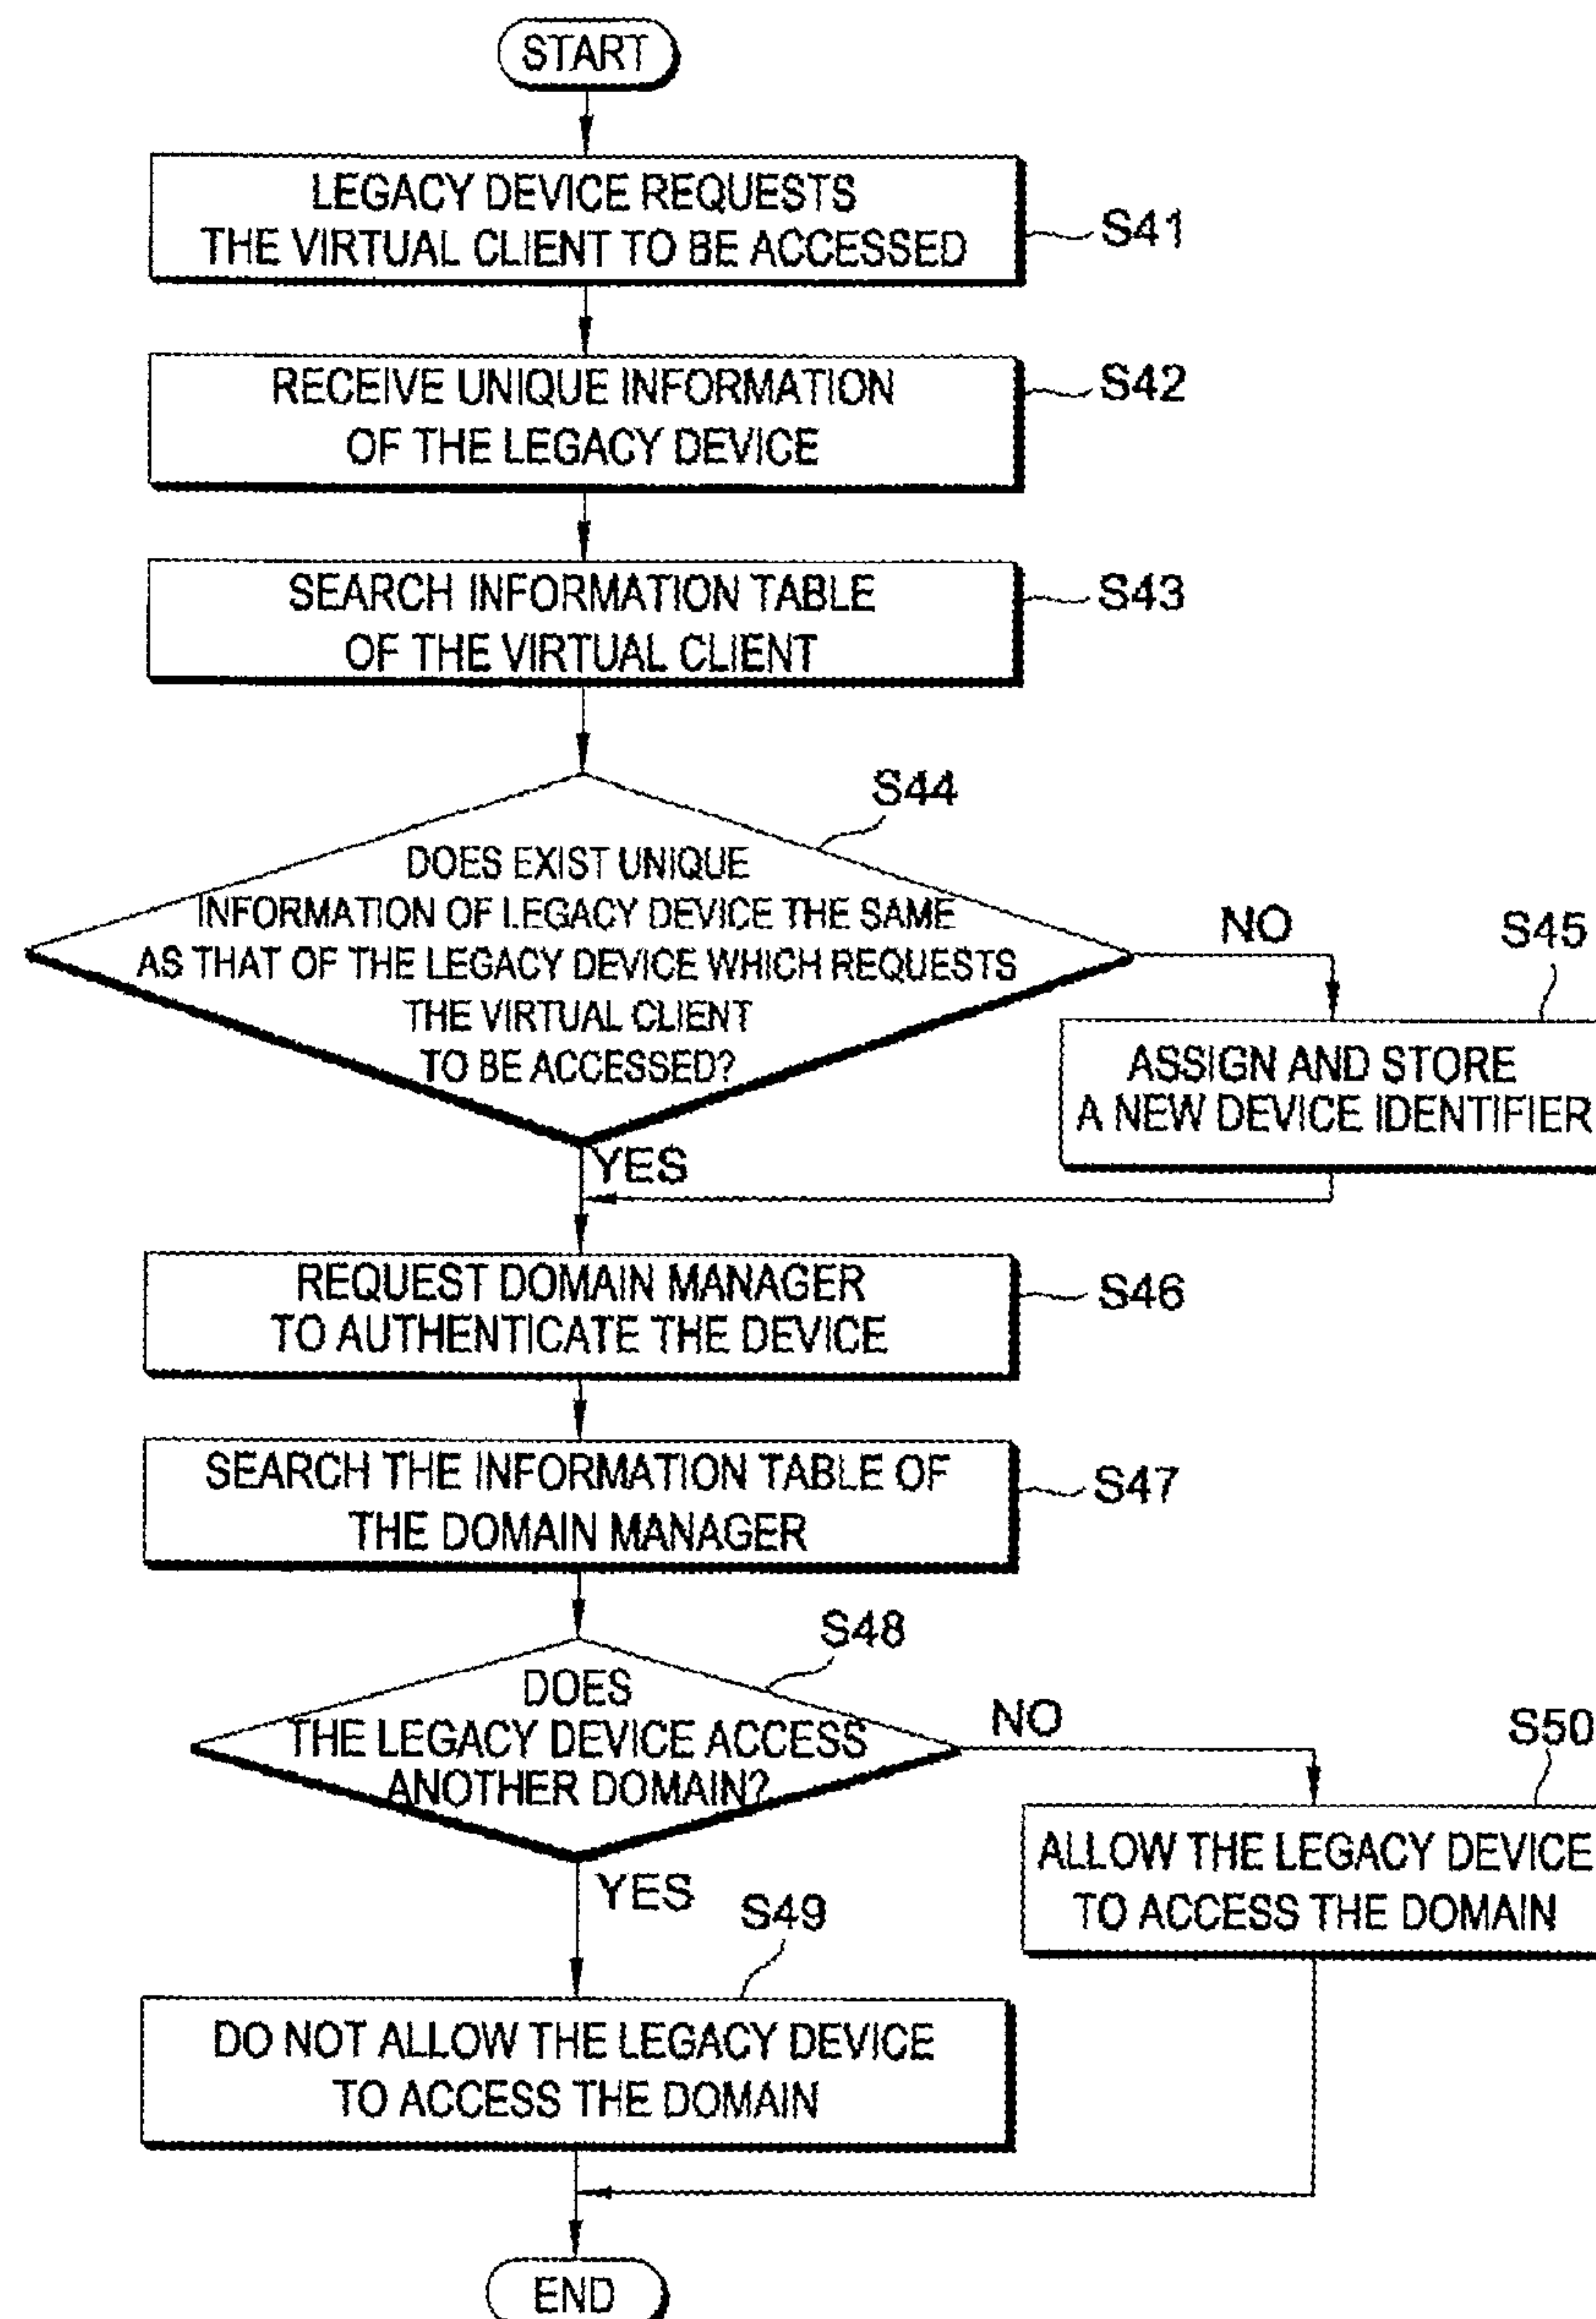 START
LEGACY DEVICE REQUESTS
THE VIRTUAL CLIENT TO BE ACCESSED
S41
RECEIVE UNIQUE INFORMATION
OF THE LEGACY DEVICE
S42
SEARCH INFORMATION TABLE
OF THE VIRTUAL CLIENT
S43
S44
DOES EXIST UNIQUE
INFORMATION OF LEGACY DEVICE THE SAME
AS THAT OF THE LEGACY DEVICE WHICH REQUESTS
THE VIRTUAL CLIENT
TO BE ACCESSED?
NO
S45
ASSIGN AND STORE
A NEW DEVICE IDENTIFIER
YES
REQUEST DOMAIN MANAGER
TO AUTHENTICATE THE DEVICE
S46
SEARCH THE INFORMATION TABLE OF
THE DOMAIN MANAGER
S47
S48
DOES
THE LEGACY DEVICE ACCESS
ANOTHER DOMAIN?
NO
S50
ALLOW THE LEGACY DEVICE
TO ACCESS THE DOMAIN
YES
S49
DO NOT ALLOW THE LEGACY DEVICE
TO ACCESS THE DOMAIN
END